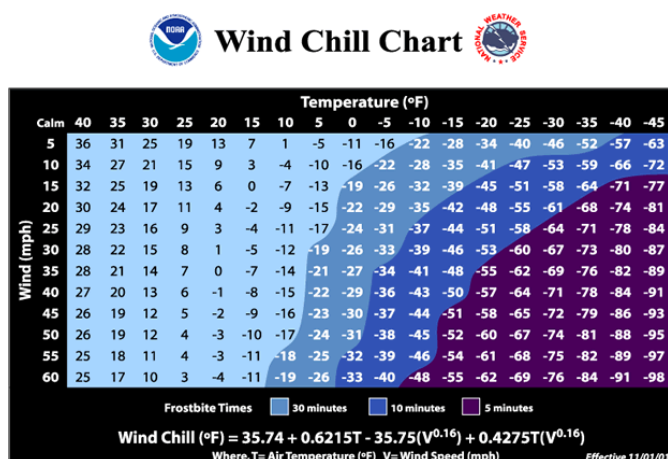 NOAA
Wind Chill Chart
NATIONAL WEATHER SERVICE
Temperature (ºF)
Calm 40 35 30 25 20 15 10 5 0 -5 -10 -15 -20 -25 -30 -35 -40 -45
5 36 31 25 19 13 7 1 -5 -11 -16 -22 -28 -34 -40 -46 -52 -57 -63
10 34 27 21 15 9 3 -4 -10 -16 -22 -28 -35 -41 -47 -53 -59 -66 -72
15 32 25 19 13 6 0 -7 -13 -19 -26 -32 -39 -45 -51 -58 -64 -71 -77
20 30 24 17 11 4 -2 -9 -15 -22 -29 -35 -42 -48 -55 -61 -68 -74 -81
25 29 23 16 9 3 -4 -11 -17 -24 -31 -37 -44 -51 -58 -64 -71 -78 -84
30 28 22 15 8 1 -5 -12 -19 -26 -33 -39 -46 -53 -60 -67 -73 -80 -87
35 28 21 14 7 0 -7 -14 -21 -27 -34 -41 -48 -55 -62 -69 -76 -82 -89
40 27 20 13 6 -1 -8 -15 -22 -29 -36 -43 -50 -57 -64 -71 -78 -84 -91
45 26 19 12 5 -2 -9 -16 -23 -30 -37 -44 -51 -58 -65 -72 -79 -86 -93
50 26 19 12 4 -3 -10 -17 -24 -31 -38 -45 -52 -60 -67 -74 -81 -88 -95
55 25 18 11 4 -3 -11 -18 -25 -32 -39 -46 -54 -61 -68 -75 -82 -89 -97
60 25 17 10 3 -4 -11 -19 -26 -33 -40 -48 -55 -62 -69 -76 -84 -91 -98
Wind (mph)
Frostbite Times 30 minutes 10 minutes 5 minutes
Wind Chill (ºF) = 35.74 + 0.6215T - 35.75(V^0.16) + 0.4275T(V^0.16)
Where, T= Air Temperature (ºF) V= Wind Speed (mph)
Effective 11/01/0